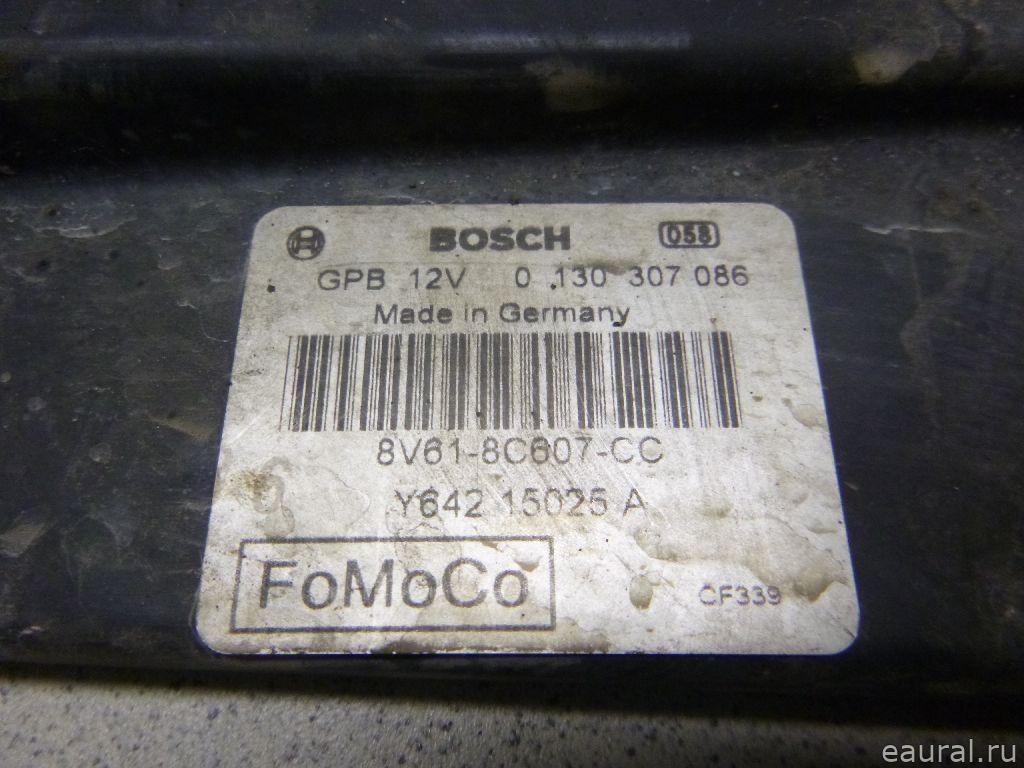 BOSCH 058
GPB 12V 0 130 307 086
Made in Germany
8V61-8C607-CC
Y642 15025 A
FoMoCo
CF339
eaural.ru